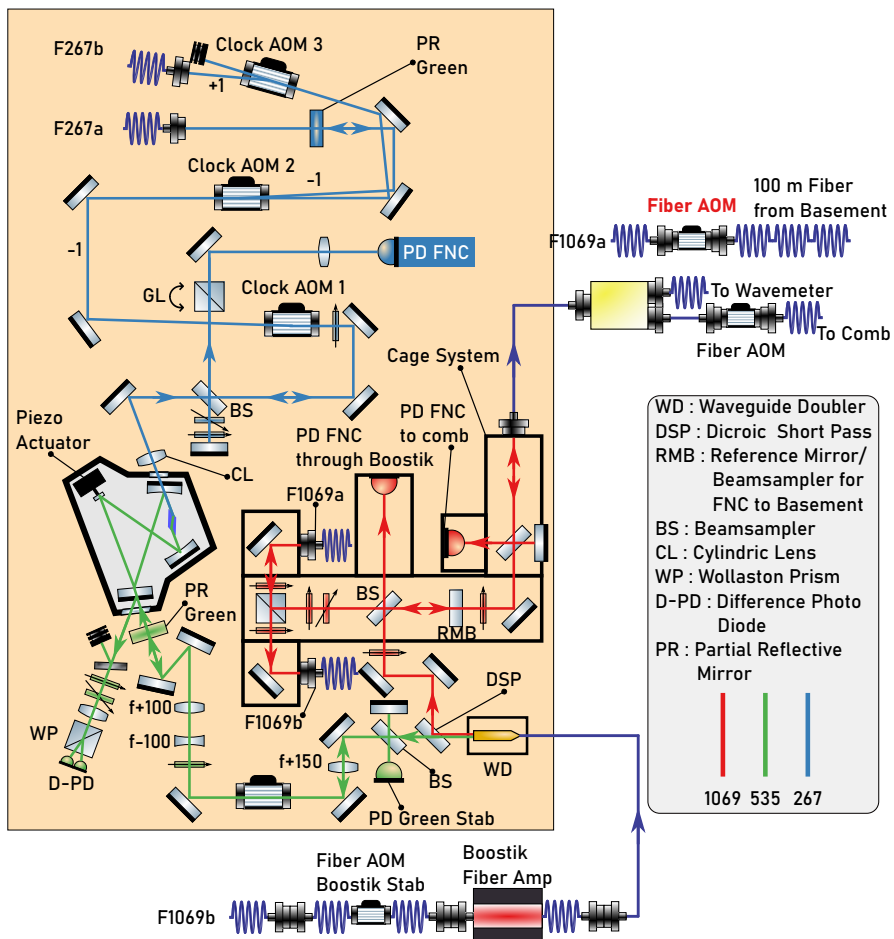 F267b
Clock AOM 3
PR
Green
+1
F267a
Clock AOM 2
-1
-1
PD FNC
GL
Clock AOM 1
Fiber AOM
100 m Fiber
from Basement
F1069a
To Wavemeter
Fiber AOM
To Comb
Cage System
BS
Piezo
Actuator
PD FNC
through Boostik
PD FNC
to comb
CL
F1069a
BS
RMB
PR
Green
F1069b
DSP
f+100
f-100
WP
D-PD
f+150
BS
WD
PD Green Stab
WD : Waveguide Doubler
DSP : Dicroic Short Pass
RMB : Reference Mirror/
Beamsampler for
FNC to Basement
BS : Beamsampler
CL : Cylindric Lens
WP : Wollaston Prism
D-PD : Difference Photo
Diode
PR : Partial Reflective
Mirror
1069 535 267
Fiber AOM
Boostik Stab
Boostik
Fiber Amp
F1069b